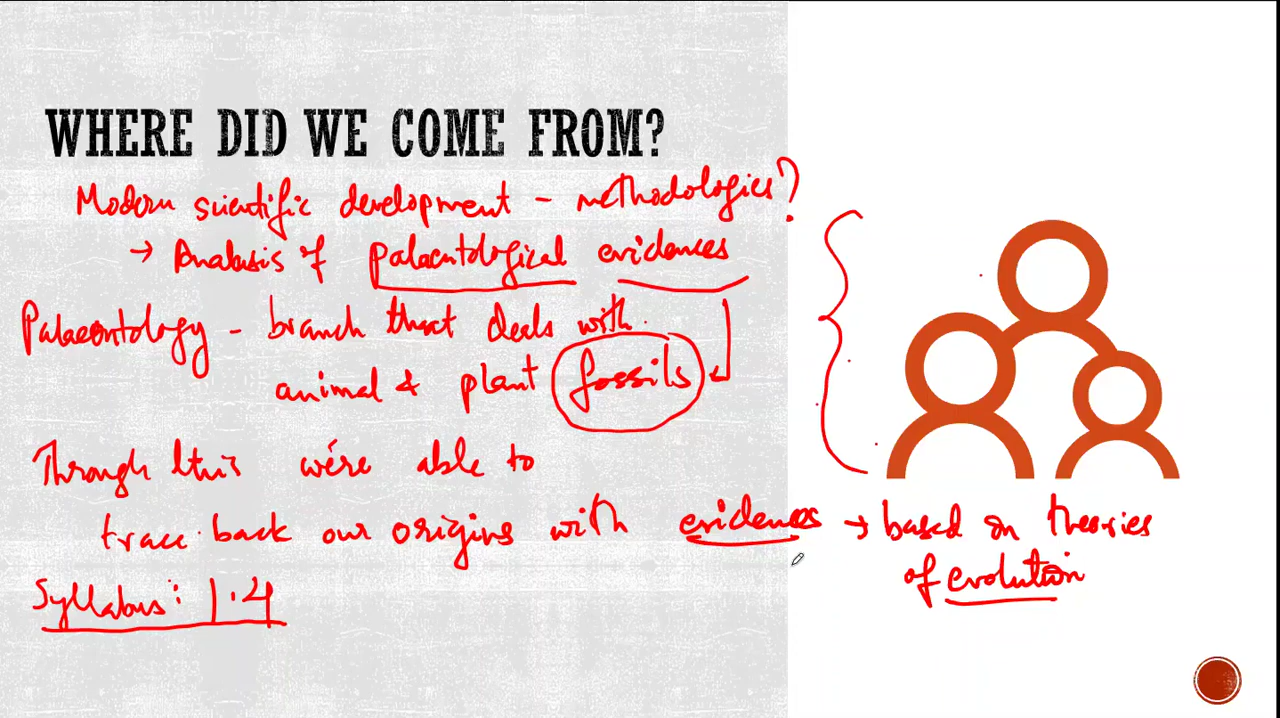 WHERE DID WE COME FROM?
Modern scientific development - methodologies?
→ Analysis of palaentological evidences
Palaeontology - branch that deals with
animal & plant fossils
Through this we're able to
trace back our origins with evidences → based on theories
of evolution
Syllabus: 1.4